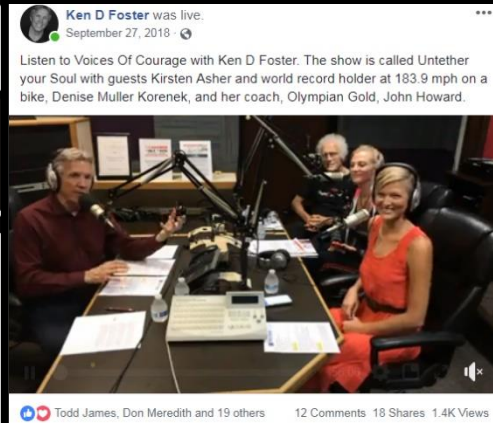 Ken D Foster was live.
September 27, 2018 ·
Listen to Voices Of Courage with Ken D Foster. The show is called Untether
your Soul with guests Kirsten Asher and world record holder at 183.9 mph on a
bike, Denise Muller Korenek, and her coach, Olympian Gold, John Howard.
Todd James, Don Meredith and 19 others 12 Comments 18 Shares 1.4K Views